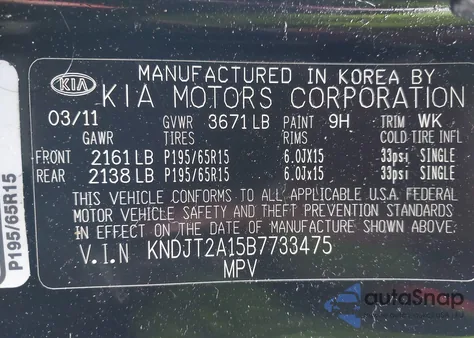 MANUFACTURED IN KOREA BY
KIA KIA MOTORS CORPORATION
03/11 GVWR 3671 LB PAINT 9H TRIM WK
GAWR TIRES RIMS COLD TIRE INFL
FRONT 2161 LB P195/65R15 6.0JX15 33psi SINGLE
REAR 2138 LB P195/65R15 6.0JX15 33psi SINGLE
THIS VEHICLE CONFORMS TO ALL APPLICABLE U.S.A. FEDERAL
MOTOR VEHICLE SAFETY AND THEFT PREVENTION STANDARDS
IN EFFECT ON THE DATE OF MANUFACTURE SHOWN ABOVE.
V.I.N KNDJT2A15B7733475
MPV
P195/65R15
autoSnap